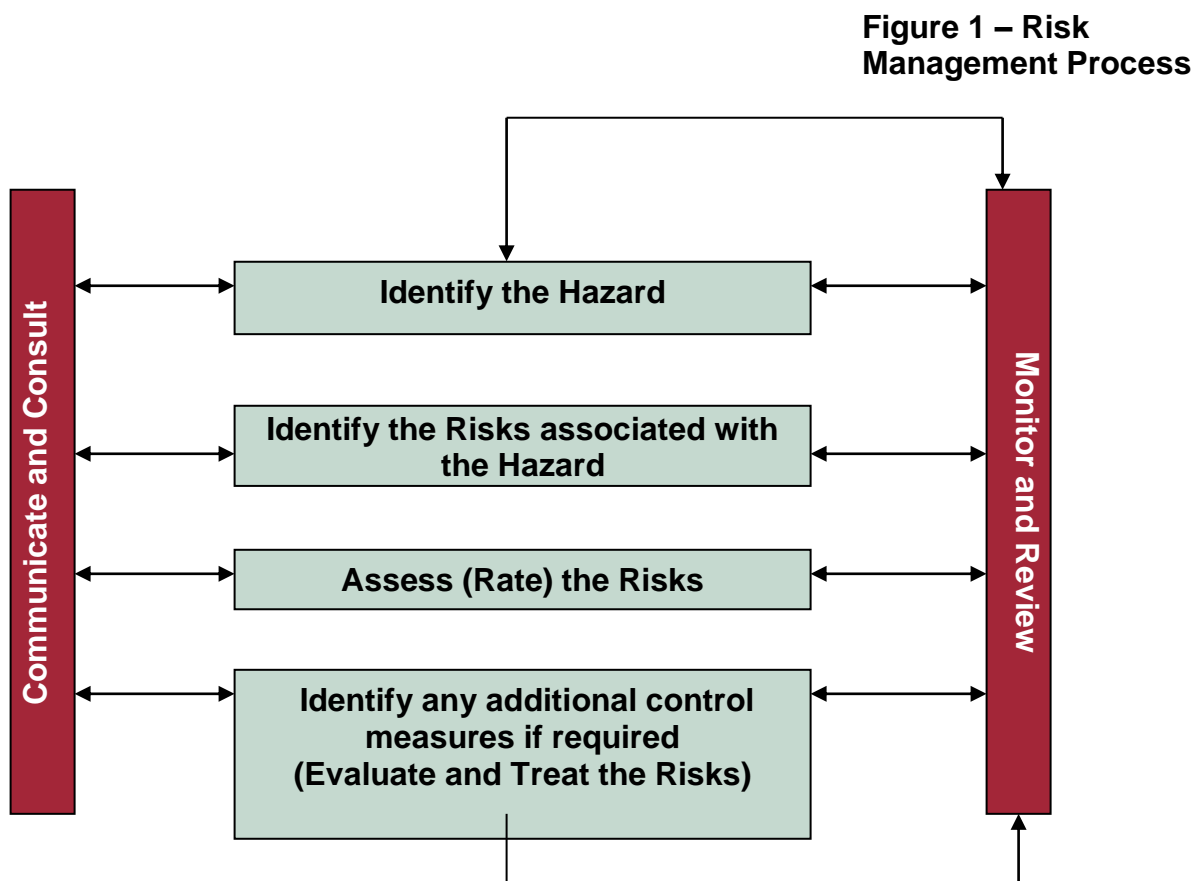 Figure 1 – Risk
Management Process
Communicate and Consult
Identify the Hazard
Identify the Risks associated with
the Hazard
Assess (Rate) the Risks
Identify any additional control
measures if required
(Evaluate and Treat the Risks)
Monitor and Review